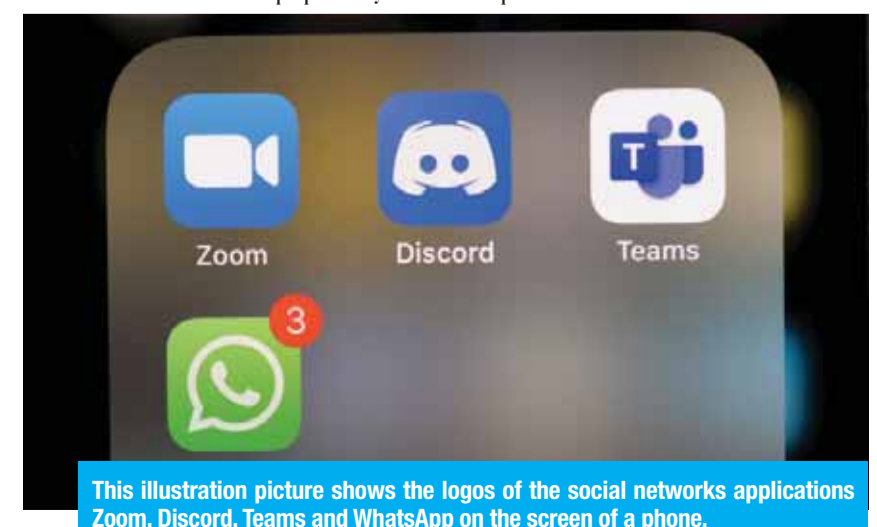 Zoom
Discord
T
Teams
3
This illustration picture shows the logos of the social networks applications
Zoom, Discord, Teams and WhatsApp on the screen of a phone.